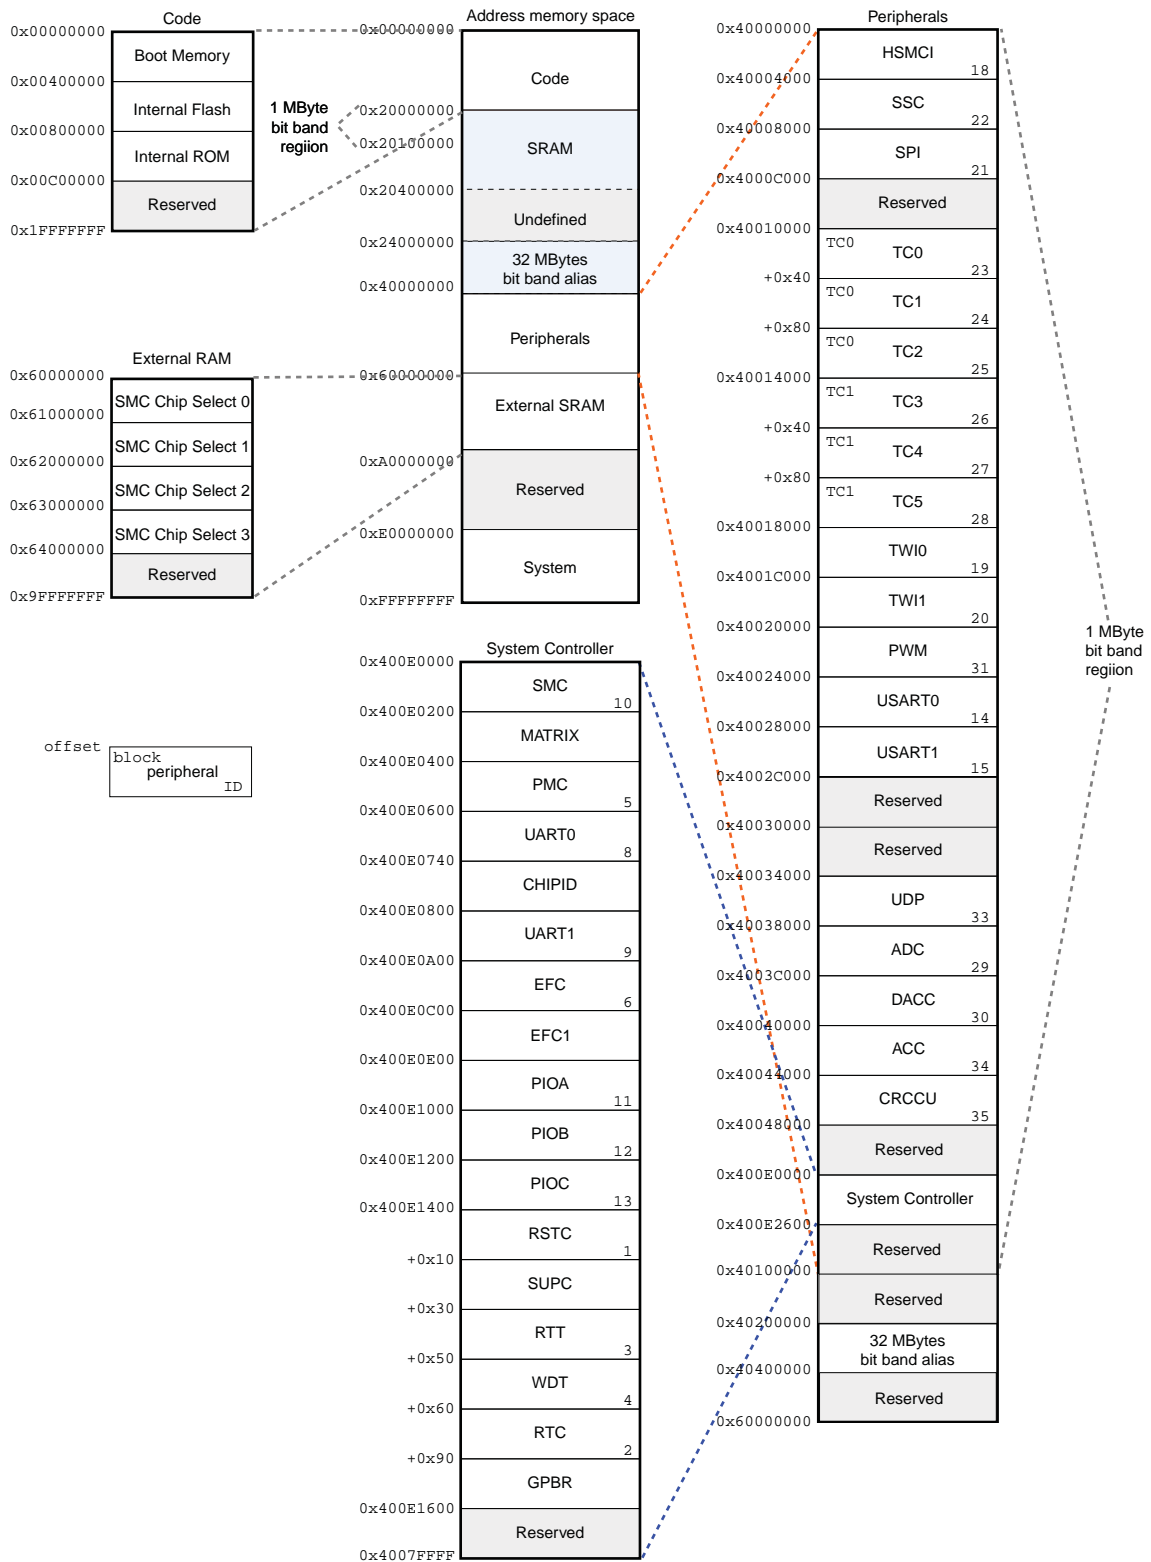 Code
0x00000000
Boot Memory
0x00400000
Internal Flash
0x00800000
Internal ROM
0x00C00000
Reserved
0x1FFFFFFF
1 MByte
bit band
regiion
External RAM
0x60000000
SMC Chip Select 0
0x61000000
SMC Chip Select 1
0x62000000
SMC Chip Select 2
0x63000000
SMC Chip Select 3
0x64000000
Reserved
0x9FFFFFFF
offset
block
peripheral
ID
Address memory space
0x00000000
Code
0x20000000
0x20100000
SRAM
0x20400000
Undefined
0x24000000
32 MBytes
bit band alias
0x40000000
Peripherals
0x60000000
External SRAM
0xA0000000
Reserved
0xE0000000
System
0xFFFFFFFF
System Controller
0x400E0000
SMC
10
0x400E0200
MATRIX
0x400E0400
PMC
5
0x400E0600
UART0
8
0x400E0740
CHIPID
0x400E0800
UART1
9
0x400E0A00
EFC
6
0x400E0C00
EFC1
0x400E0E00
PIOA
11
0x400E1000
PIOB
12
0x400E1200
PIOC
13
0x400E1400
RSTC
1
+0x10
SUPC
+0x30
RTT
3
+0x50
WDT
4
+0x60
RTC
2
+0x90
GPBR
0x400E1600
Reserved
0x4007FFFF
Peripherals
0x40000000
HSMCI
18
0x40004000
SSC
22
0x40008000
SPI
21
0x4000C000
Reserved
0x40010000
TC0
TC0
23
+0x40
TC0
TC1
24
+0x80
TC0
TC2
25
0x40014000
TC1
TC3
26
+0x40
TC1
TC4
27
+0x80
TC1
TC5
28
0x40018000
TWI0
19
0x4001C000
TWI1
20
0x40020000
PWM
31
0x40024000
USART0
14
0x40028000
USART1
15
0x4002C000
Reserved
0x40030000
Reserved
0x40034000
UDP
33
0x40038000
ADC
29
0x4003C000
DACC
30
0x40040000
ACC
34
0x40044000
CRCCU
35
0x40048000
Reserved
0x400E0000
System Controller
0x400E2600
Reserved
0x40100000
Reserved
0x40200000
32 MBytes
bit band alias
0x40400000
Reserved
0x60000000
1 MByte
bit band
regiion